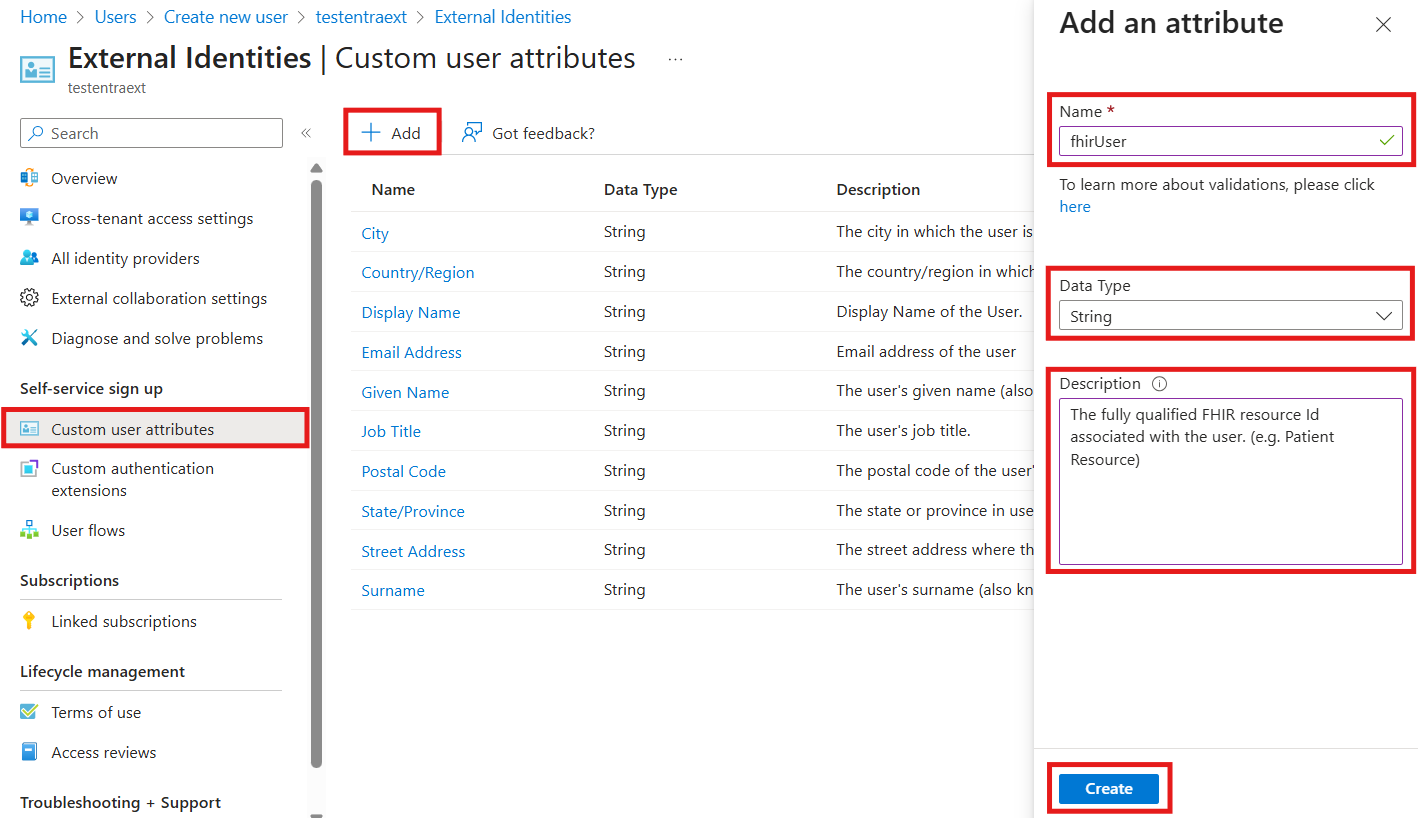 Home > Users > Create new user > testentraext > External Identities
External Identities | Custom user attributes ...
testentraext
Search
Overview
Cross-tenant access settings
All identity providers
External collaboration settings
Diagnose and solve problems
Self-service sign up
Custom user attributes
Custom authentication
extensions
User flows
Subscriptions
Linked subscriptions
Lifecycle management
Terms of use
Access reviews
Troubleshooting + Support
Add Got feedback?
Name Data Type Description
City String The city in which the user is
Country/Region String The country/region in which
Display Name String Display Name of the User.
Email Address String Email address of the user
Given Name String The user's given name (also
Job Title String The user's job title.
Postal Code String The postal code of the user'
State/Province String The state or province in use
Street Address String The street address where th
Surname String The user's surname (also kn
Add an attribute
Name *
fhirUser
To learn more about validations, please click
here
Data Type
String
Description
The fully qualified FHIR resource Id
associated with the user. (e.g. Patient
Resource)
Create